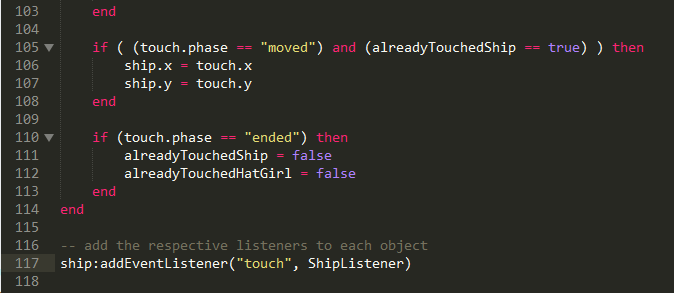 103 end
104
105 if ( (touch.phase == "moved") and (alreadyTouchedShip == true) ) then
106 ship.x = touch.x
107 ship.y = touch.y
108 end
109
110 if (touch.phase == "ended") then
111 alreadyTouchedShip = false
112 alreadyTouchedHatGirl = false
113 end
114 end
115
116 -- add the respective listeners to each object
117 ship:addEventListener("touch", ShipListener)
118